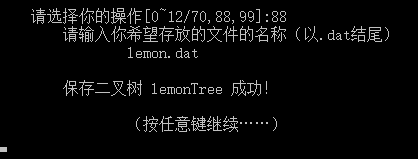 请选择你的操作[0~12/70,88,99]:88
请输入你希望存放的文件的名称（以.dat结尾）
lemon.dat
保存二叉树 lemonTree 成功!
（按任意键继续……）